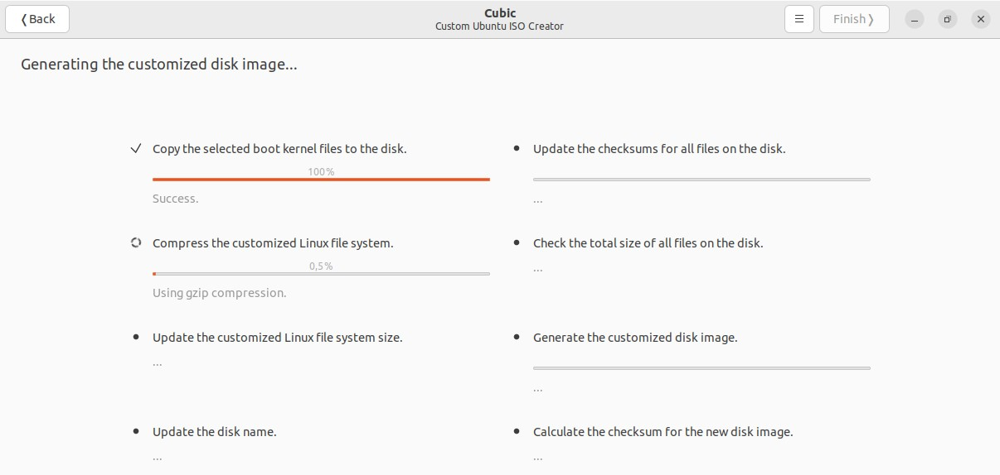 Back
Cubic
Custom Ubuntu ISO Creator
Finish
Generating the customized disk image...
Copy the selected boot kernel files to the disk.
100%
Success.
Compress the customized Linux file system.
0,5%
Using gzip compression.
Update the customized Linux file system size.
...
Update the disk name.
...
Update the checksums for all files on the disk.
...
Check the total size of all files on the disk.
...
Generate the customized disk image.
...
Calculate the checksum for the new disk image.
...